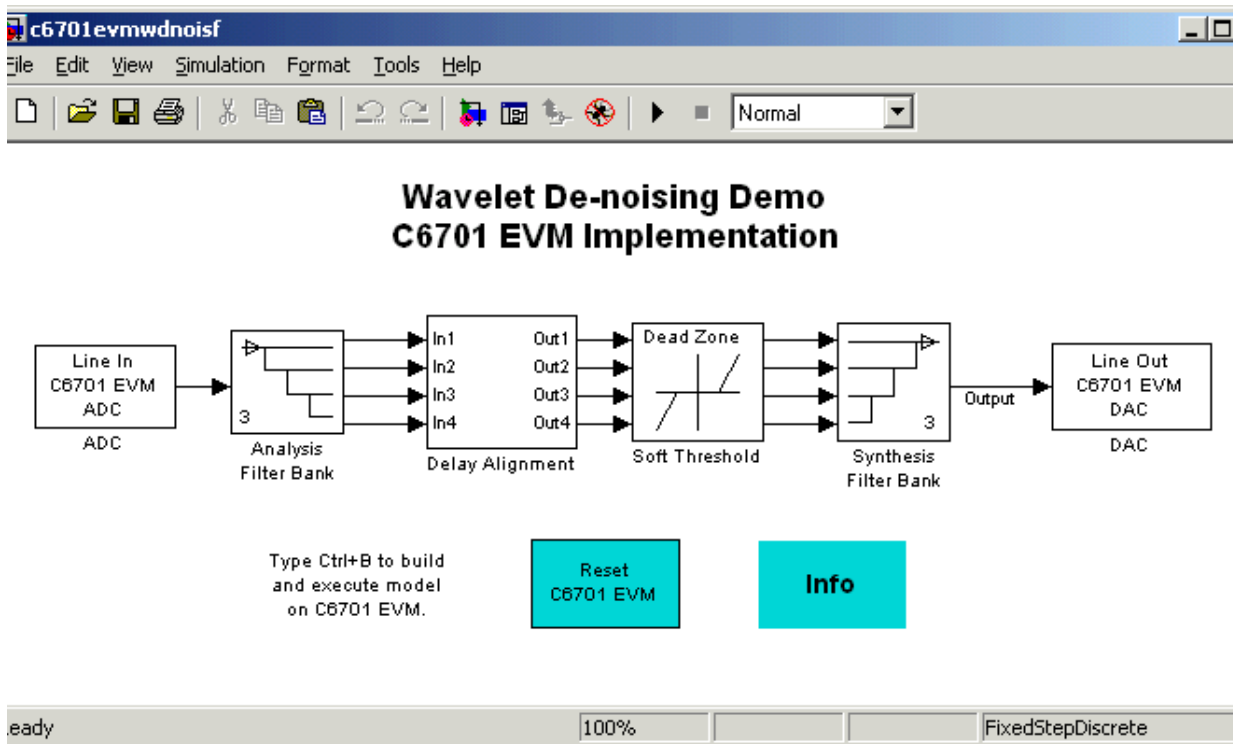 c6701evmwdnoisf
File Edit View Simulation Format Tools Help
Normal
Wavelet De-noising Demo
C6701 EVM Implementation
Line In
C6701 EVM
ADC
ADC
3
Analysis
Filter Bank
In1 Out1
In2 Out2
In3 Out3
In4 Out4
Delay Alignment
Dead Zone
Soft Threshold
3
Synthesis
Filter Bank
Output
Line Out
C6701 EVM
DAC
DAC
Type Ctrl+B to build
and execute model
on C6701 EVM.
Reset
C6701 EVM
Info
eady 100% FixedStepDiscrete